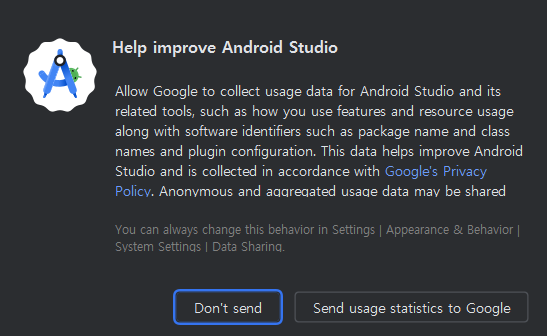 Help improve Android Studio
Allow Google to collect usage data for Android Studio and its
related tools, such as how you use features and resource usage
along with software identifiers such as package name and class
names and plugin configuration. This data helps improve Android
Studio and is collected in accordance with Google's Privacy
Policy. Anonymous and aggregated usage data may be shared
You can always change this behavior in Settings | Appearance & Behavior |
System Settings | Data Sharing.
Don't send
Send usage statistics to Google